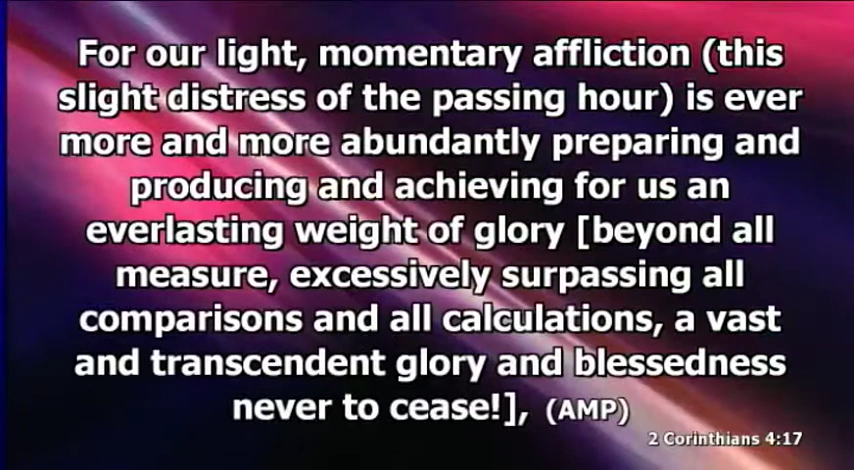 For our light, momentary affliction (this
slight distress of the passing hour) is ever
more and more abundantly preparing and
producing and achieving for us an
everlasting weight of glory [beyond all
measure, excessively surpassing all
comparisons and all calculations, a vast
and transcendent glory and blessedness
never to cease!], (AMP)
2 Corinthians 4:17